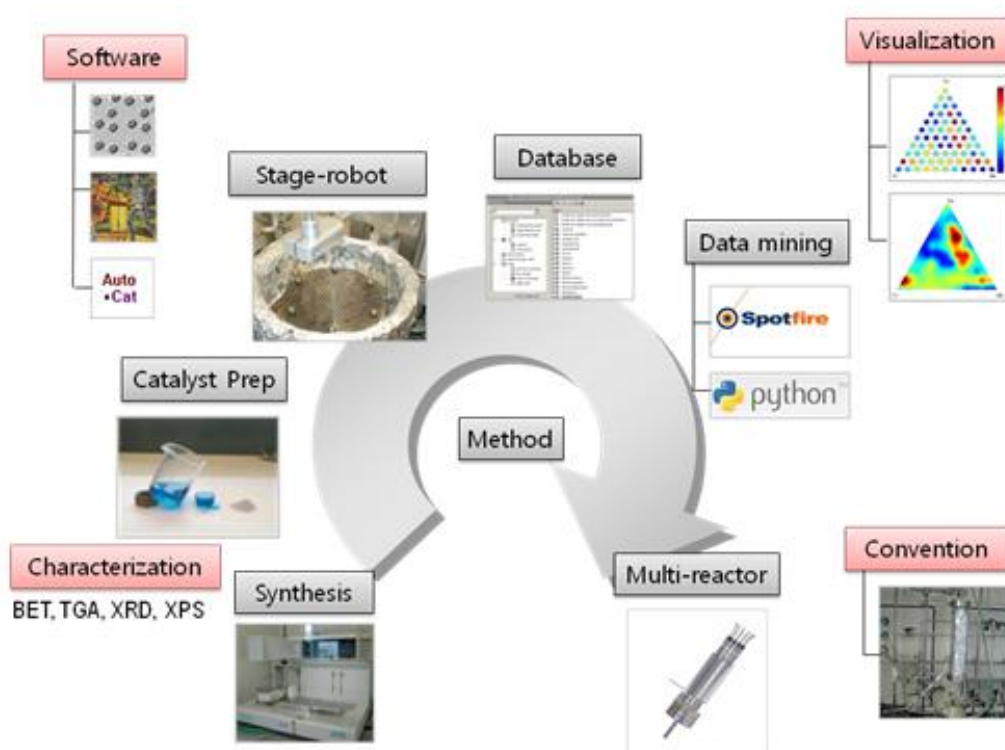 Software
Visualization
Stage-robot
Database
Data mining
Auto
•Cat
Spotfire
python
Catalyst Prep
Method
Characterization
BET, TGA, XRD, XPS
Synthesis
Multi-reactor
Convention